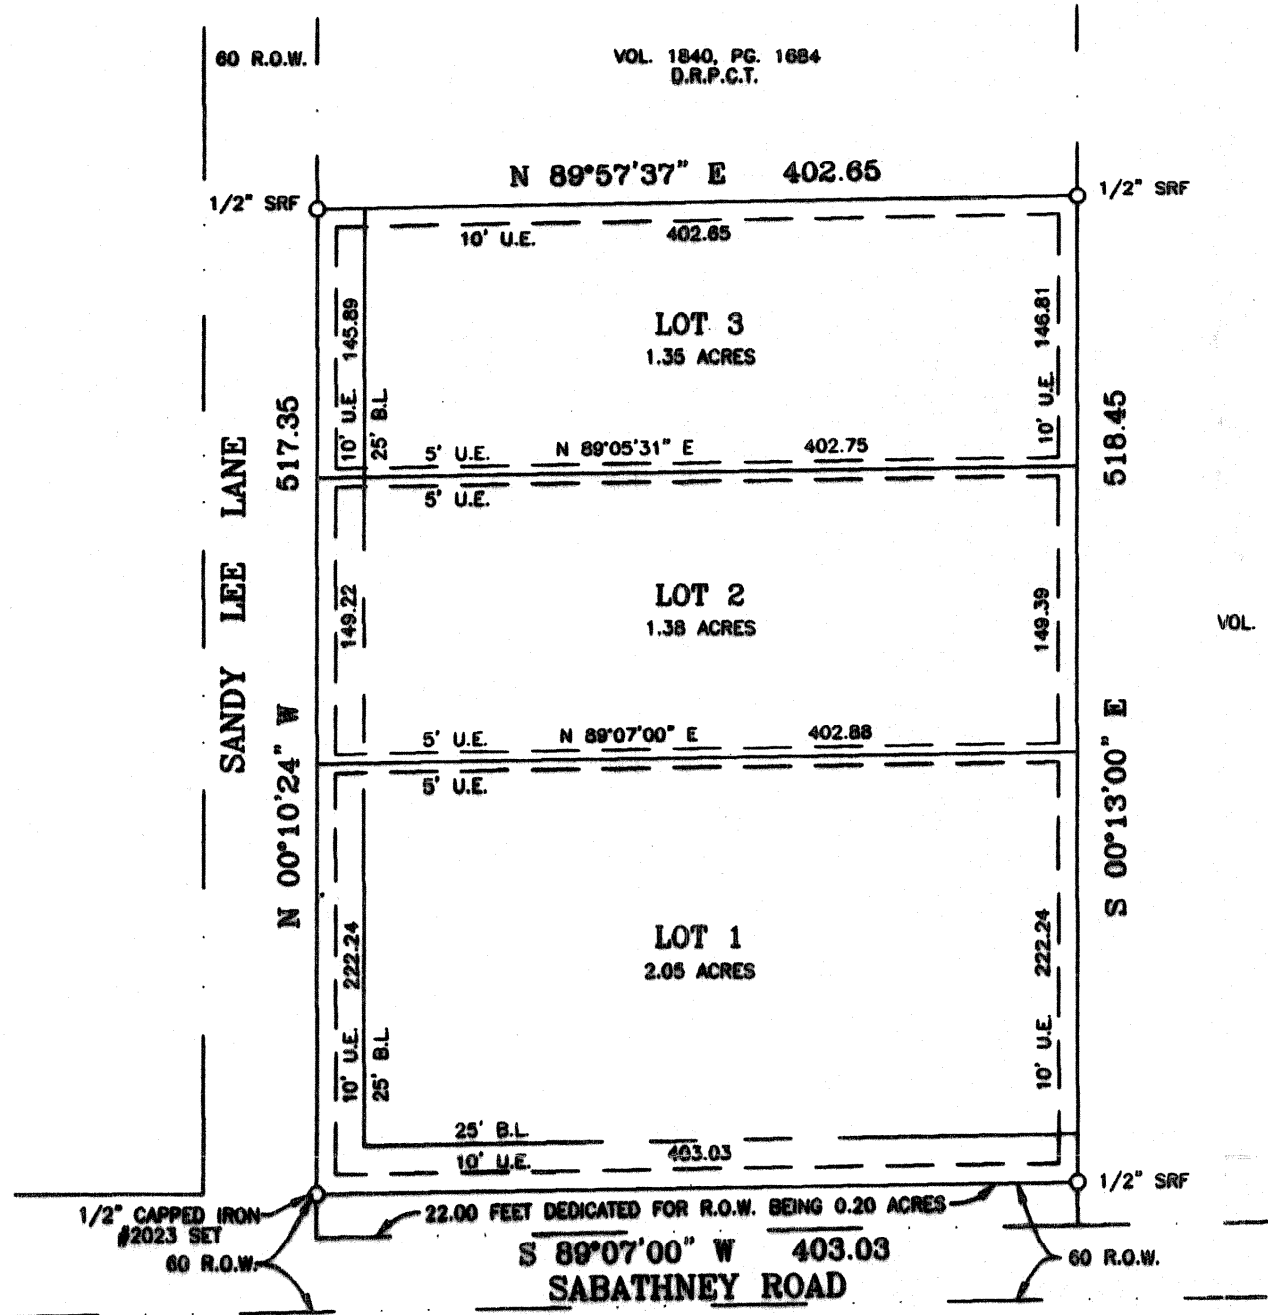 60 R.O.W.
VOL. 1840, PG. 1684
D.R.P.C.T.
N 89°57'37" E 402.65
1/2" SRF
1/2" SRF
10' U.E.
402.65
145.89
10' U.E.
25' B.L.
LOT 3
1.35 ACRES
146.81
10' U.E.
517.35
518.45
5' U.E.
N 89°05'31" E
402.75
5' U.E.
SANDY LEE LANE
149.22
LOT 2
1.38 ACRES
149.39
VOL.
5' U.E.
N 89°07'00" E
402.88
5' U.E.
N 00°10'24" W
S 00°13'00" E
222.24
10' U.E.
25' B.L.
LOT 1
2.05 ACRES
222.24
10' U.E.
25' B.L.
10' U.E.
403.03
1/2" SRF
1/2" CAPPED IRON
#2023 SET
22.00 FEET DEDICATED FOR R.O.W. BEING 0.20 ACRES
60 R.O.W.
S 89°07'00" W 403.03
60 R.O.W.
SABATHNEY ROAD